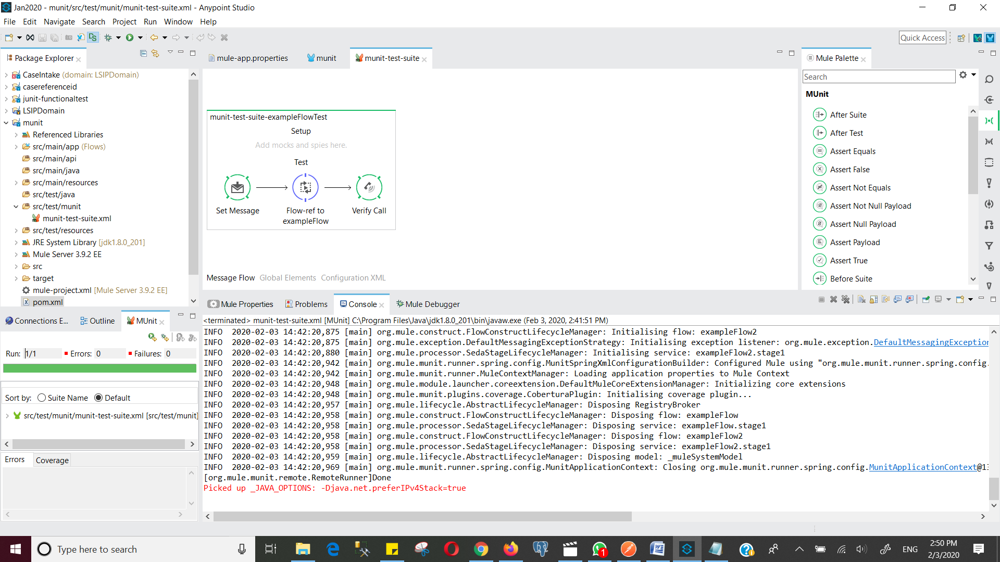 Jan2020 - munit/src/test/munit/munit-test-suite.xml - Anypoint Studio
File Edit Navigate Search Project Run Window Help
Quick Access
Package Explorer
CaseIntake (domain: LSIPDomain)
casereferenceid
junit-functionaltest
LSIPDomain
munit
Referenced Libraries
src/main/app (Flows)
src/main/api
src/main/java
src/main/resources
src/test/java
src/test/munit
munit-test-suite.xml
src/test/resources
JRE System Library [jdk1.8.0_201]
Mule Server 3.9.2 EE
src
target
mule-project.xml [Mule Server 3.9.2 EE]
pom.xml
mule-app.properties munit munit-test-suite
munit-test-suite-exampleFlowTest
Setup
Add mocks and spies here.
Test
Set Message
Flow-ref to
exampleFlow
Verify Call
Message Flow Global Elements Configuration XML
Mule Palette
Search
MUnit
After Suite
After Test
Assert Equals
Assert False
Assert Not Equals
Assert Not Null Payload
Assert Null Payload
Assert Payload
Assert True
Before Suite
Connections E... Outline MUnit
Run: 1/1 Errors: 0 Failures: 0
Sort by: Suite Name Default
src/test/munit/munit-test-suite.xml [src/test/munit]
Errors Coverage
Mule Properties Problems Console Mule Debugger
<terminated> munit-test-suite.xml [MUnit] C:\Program Files\Java\jdk1.8.0_201\bin\javaw.exe (Feb 3, 2020, 2:41:51 PM)
INFO 2020-02-03 14:42:20,875 [main] org.mule.construct.FlowConstructLifecycleManager: Initialising flow: exampleFlow2
INFO 2020-02-03 14:42:20,875 [main] org.mule.exception.DefaultMessagingExceptionStrategy: Initialising exception listener: org.mule.exception.DefaultMessagingException
INFO 2020-02-03 14:42:20,880 [main] org.mule.processor.SedaStageLifecycleManager: Initialising service: exampleFlow2.stage1
INFO 2020-02-03 14:42:20,942 [main] org.mule.munit.runner.spring.config.MunitSpringXmlConfigurationBuilder: Configured Mule using "org.mule.munit.runner.spring.config.
INFO 2020-02-03 14:42:20,942 [main] org.mule.munit.runner.MuleContextManager: Loading application properties to Mule Context
INFO 2020-02-03 14:42:20,948 [main] org.mule.module.launcher.coreextension.DefaultMuleCoreExtensionManager: Initializing core extensions
INFO 2020-02-03 14:42:20,948 [main] org.mule.munit.plugins.coverage.CoberturaPlugin: Initialising coverage plugin...
INFO 2020-02-03 14:42:20,957 [main] org.mule.lifecycle.AbstractLifecycleManager: Disposing RegistryBroker
INFO 2020-02-03 14:42:20,958 [main] org.mule.construct.FlowConstructLifecycleManager: Disposing flow: exampleFlow
INFO 2020-02-03 14:42:20,958 [main] org.mule.processor.SedaStageLifecycleManager: Disposing service: exampleFlow.stage1
INFO 2020-02-03 14:42:20,958 [main] org.mule.construct.FlowConstructLifecycleManager: Disposing flow: exampleFlow2
INFO 2020-02-03 14:42:20,958 [main] org.mule.processor.SedaStageLifecycleManager: Disposing service: exampleFlow2.stage1
INFO 2020-02-03 14:42:20,959 [main] org.mule.lifecycle.AbstractLifecycleManager: Disposing model: _muleSystemModel
INFO 2020-02-03 14:42:20,969 [main] org.mule.munit.runner.spring.config.MunitApplicationContext: Closing org.mule.munit.runner.spring.config.MunitApplicationContext@13
[org.mule.munit.remote.RemoteRunner]Done
Picked up _JAVA_OPTIONS: -Djava.net.preferIPv4Stack=true
Type here to search
1
ENG
2:50 PM
2/3/2020